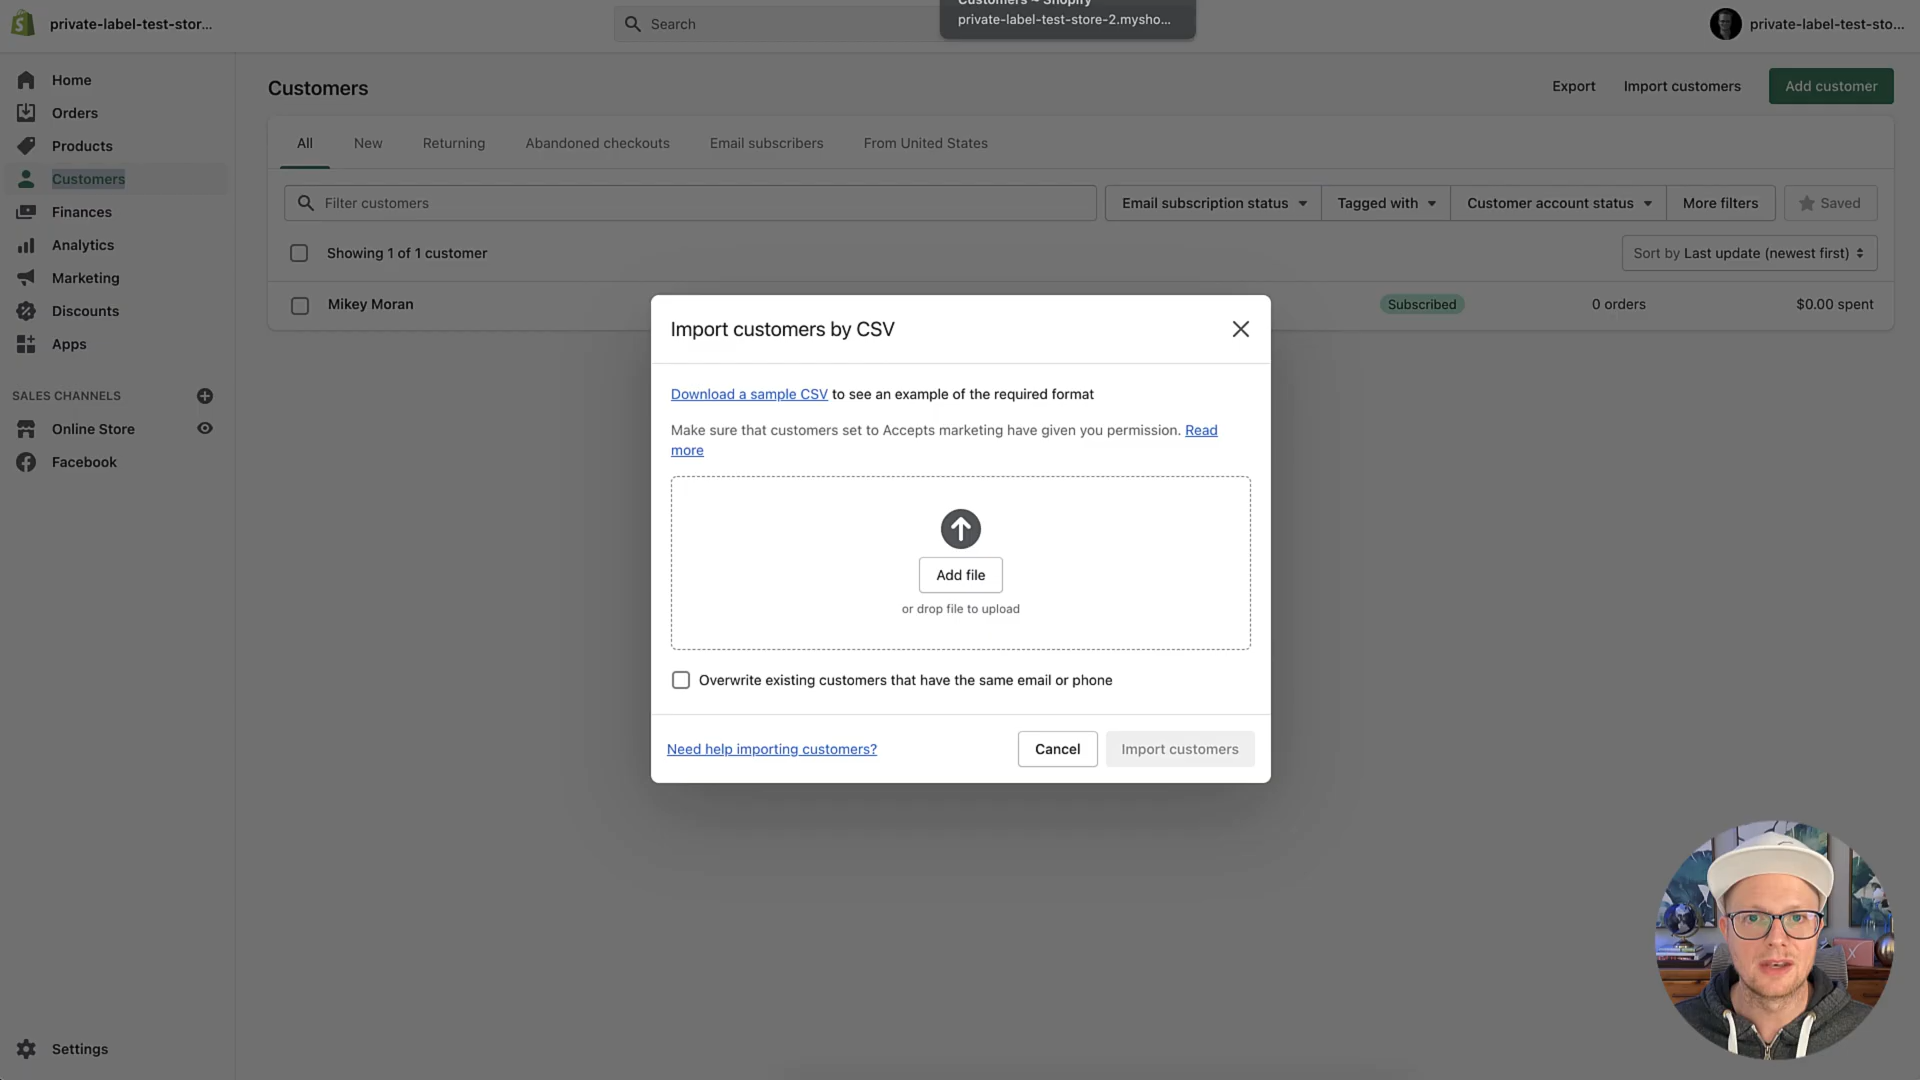 private-label-test-stor...
Search
Customers ~ Shopify
private-label-test-store-2.mysho...
private-label-test-sto...
Home
Orders
Products
Customers
Finances
Analytics
Marketing
Discounts
Apps
SALES CHANNELS
Online Store
Facebook
Settings
Customers
Export
Import customers
Add customer
All
New
Returning
Abandoned checkouts
Email subscribers
From United States
Filter customers
Email subscription status
Tagged with
Customer account status
More filters
Saved
Showing 1 of 1 customer
Sort by Last update (newest first)
Mikey Moran
Subscribed
0 orders
$0.00 spent
Import customers by CSV
Download a sample CSV to see an example of the required format
Make sure that customers set to Accepts marketing have given you permission. Read
more
Add file
or drop file to upload
Overwrite existing customers that have the same email or phone
Need help importing customers?
Cancel
Import customers